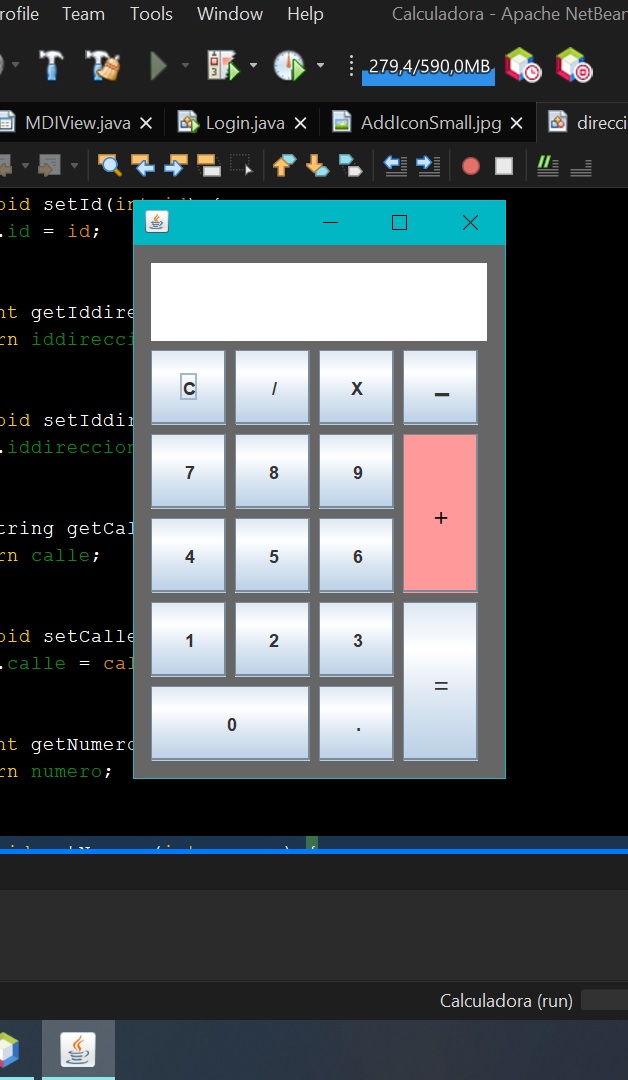 rofile Team Tools Window Help Calculadora - Apache NetBean
279,4/590,0MB
MDIView.java Login.java AddIconSmall.jpg direcci
oid setId(int id) {
.id = id;
nt getIddire
rn iddirecci
oid setIddir
.iddireccion
tring getCal
rn calle;
oid setCalle
.calle = cal
nt getNumero
rn numero;
C / X –
7 8 9
+
4 5 6
1 2 3
=
0 .
Calculadora (run)